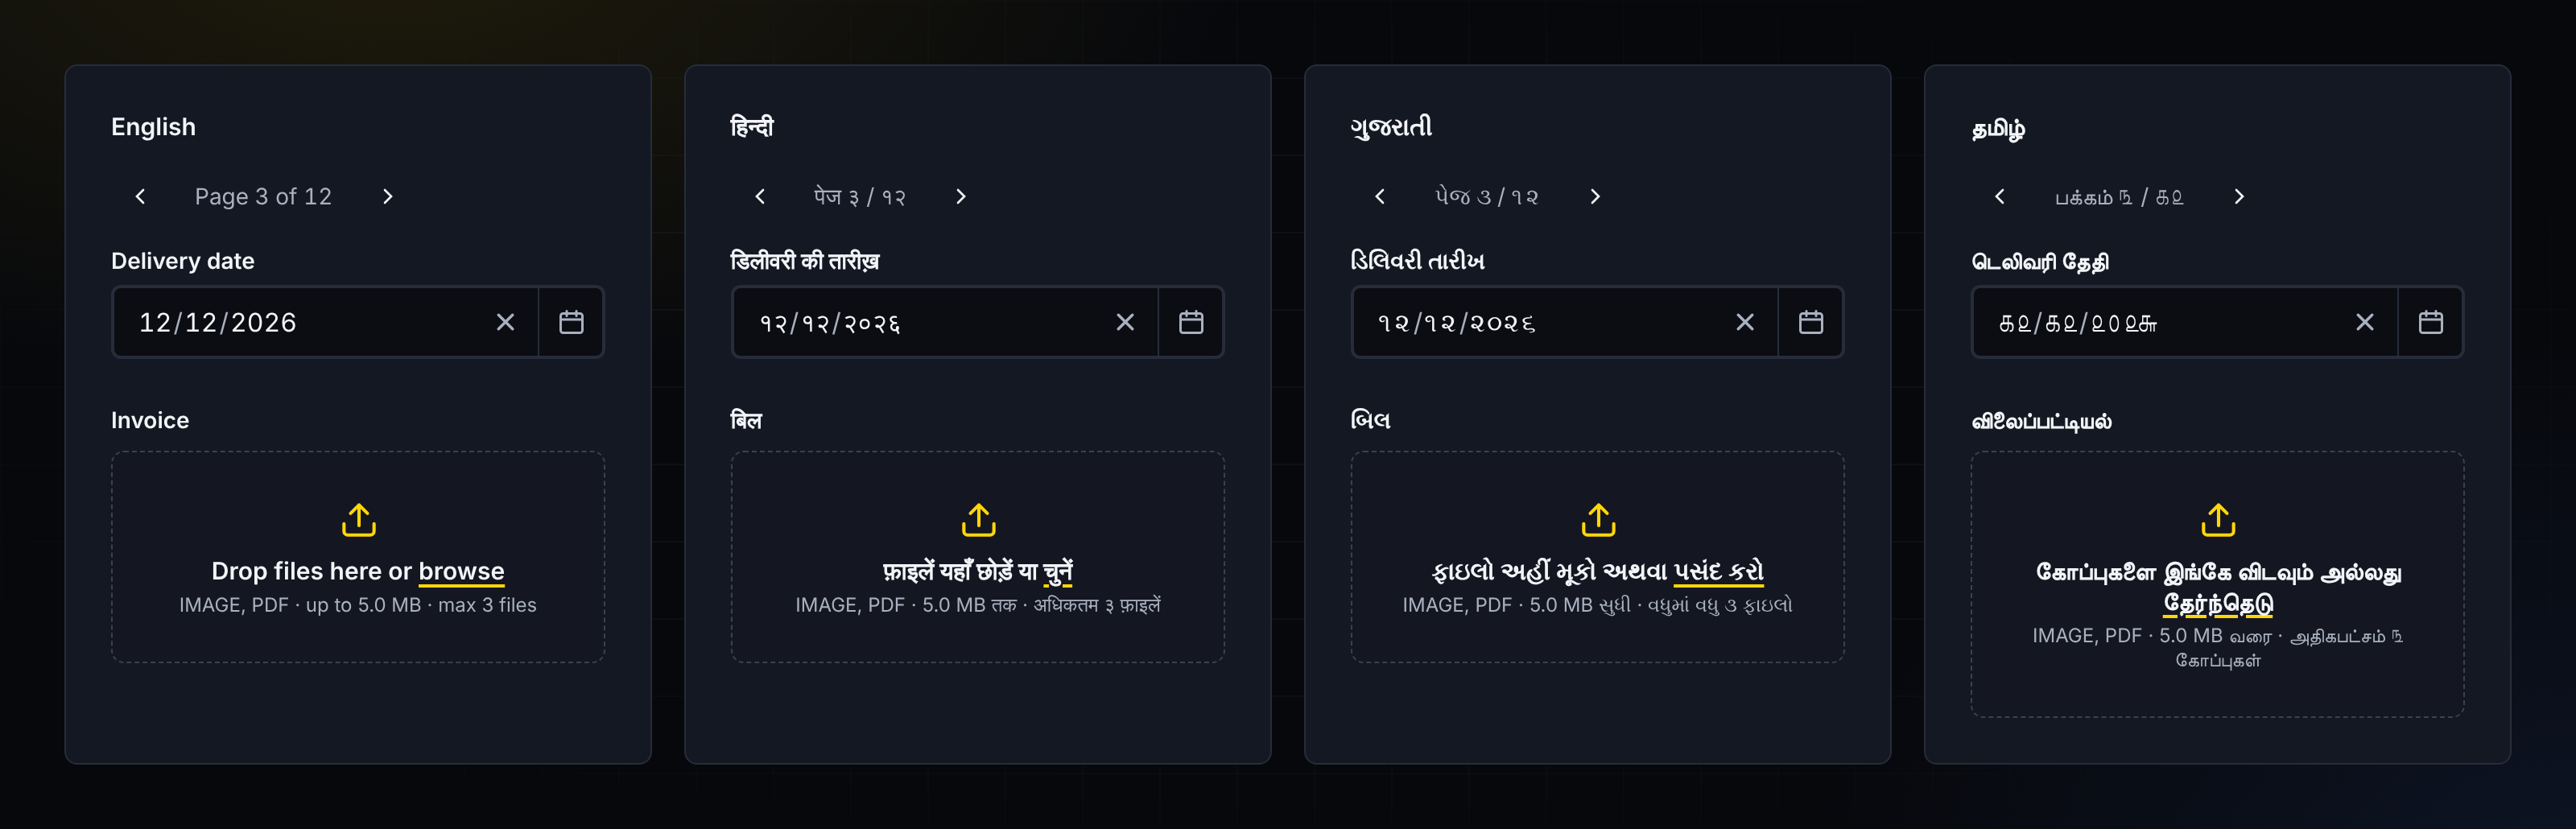 English
Page 3 of 12
Delivery date
12/12/2026
Invoice
Drop files here or browse
IMAGE, PDF · up to 5.0 MB · max 3 files
हिन्दी
पेज ३ / १२
डिलीवरी की तारीख़
१२/१२/२०२६
बिल
फ़ाइलें यहाँ छोड़ें या चुनें
IMAGE, PDF · 5.0 MB तक · अधिकतम ३ फ़ाइलें
ગુજરાતી
પેજ ૩ / ૧૨
ડિલિવરી તારીખ
૧૨/૧૨/૨૦૨૬
બિલ
ફાઇલો અહીં મૂકો અથવા પસંદ કરો
IMAGE, PDF · 5.0 MB સુધી · વધુમાં વધુ ૩ ફાઇલો
தமிழ்
பக்கம் ௩ / ௧௨
டெலிவரி தேதி
௧௨/௧௨/௨௦௨௬
விலைப்பட்டியல்
கோப்புகளை இங்கே விடவும் அல்லது
தேர்ந்தெடு
IMAGE, PDF · 5.0 MB வரை · அதிகபட்சம் ௩
கோப்புகள்